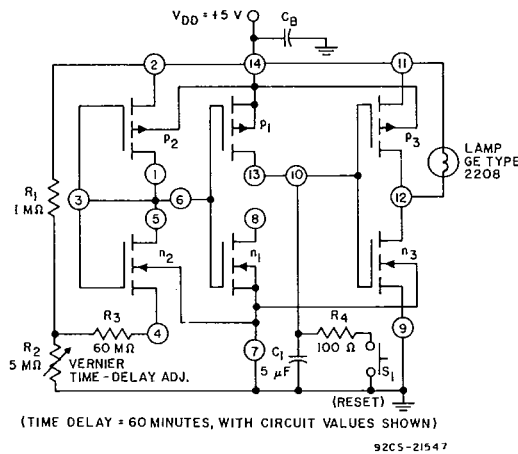 V_DD = +5 V
C_B
2
14
11
p2
p1
p3
LAMP
GE TYPE
2208
R1
1 MΩ
1
3
6
13
10
12
5
8
n2
n1
n3
R3
60 MΩ
4
R2
5 MΩ
VERNIER
TIME-DELAY ADJ.
7
C1
5
µF
R4
100 Ω
9
S1
(RESET)
(TIME DELAY = 60 MINUTES, WITH CIRCUIT VALUES SHOWN)
92CS-21547